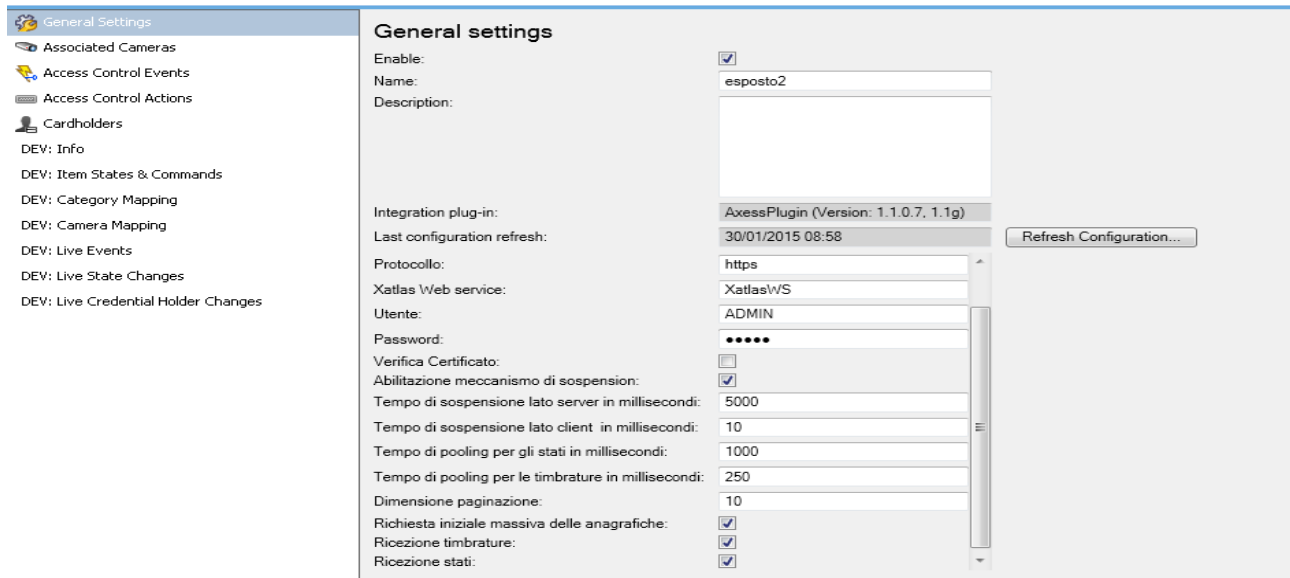 General Settings
Associated Cameras
Access Control Events
Access Control Actions
Cardholders
DEV: Info
DEV: Item States & Commands
DEV: Category Mapping
DEV: Camera Mapping
DEV: Live Events
DEV: Live State Changes
DEV: Live Credential Holder Changes
General settings
Enable:
Name: esposto2
Description:
Integration plug-in: AxessPlugin (Version: 1.1.0.7, 1.1g)
Last configuration refresh: 30/01/2015 08:58 Refresh Configuration...
Protocollo: https
Xatlas Web service: XatlasWS
Utente: ADMIN
Password: •••••
Verifica Certificato:
Abilitazione meccanismo di sospension:
Tempo di sospensione lato server in millisecondi: 5000
Tempo di sospensione lato client in millisecondi: 10
Tempo di pooling per gli stati in millisecondi: 1000
Tempo di pooling per le timbrature in millisecondi: 250
Dimensione paginazione: 10
Richiesta iniziale massiva delle anagrafiche:
Ricezione timbrature:
Ricezione stati: